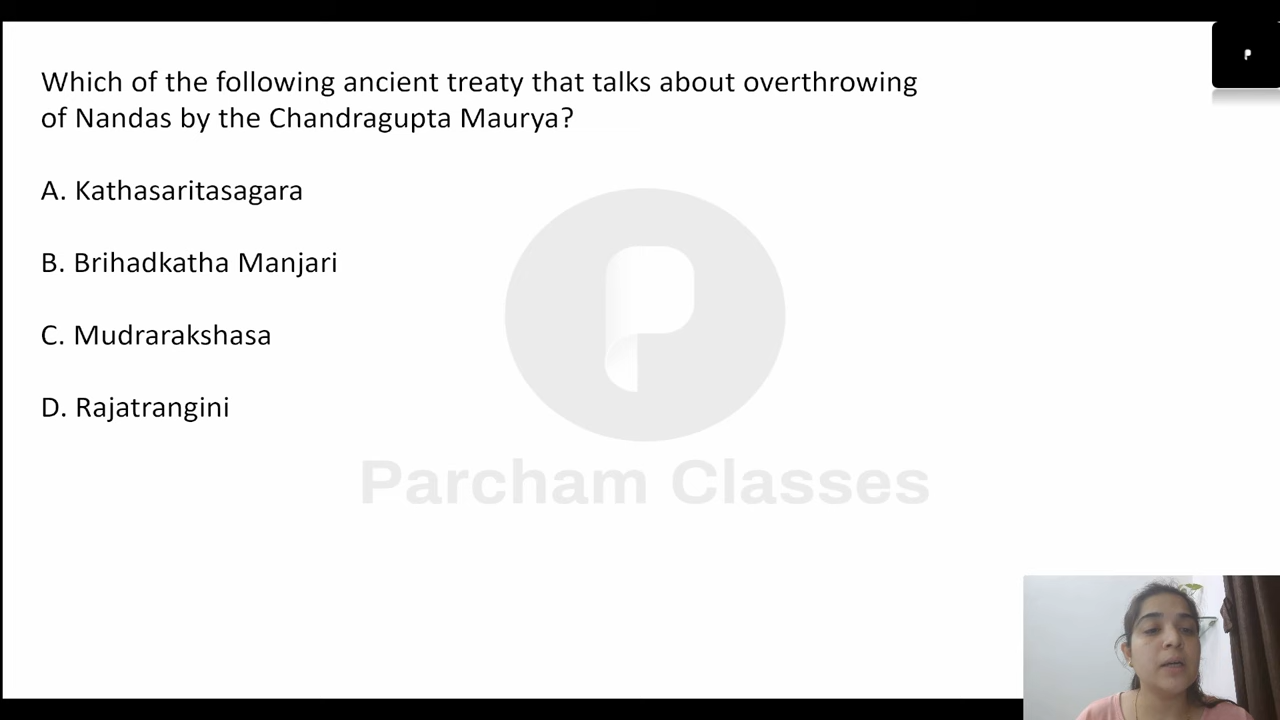 Which of the following ancient treaty that talks about overthrowing
of Nandas by the Chandragupta Maurya?
A. Kathasaritasagara
B. Brihadkatha Manjari
C. Mudrarakshasa
D. Rajatrangini
Parcham Classes